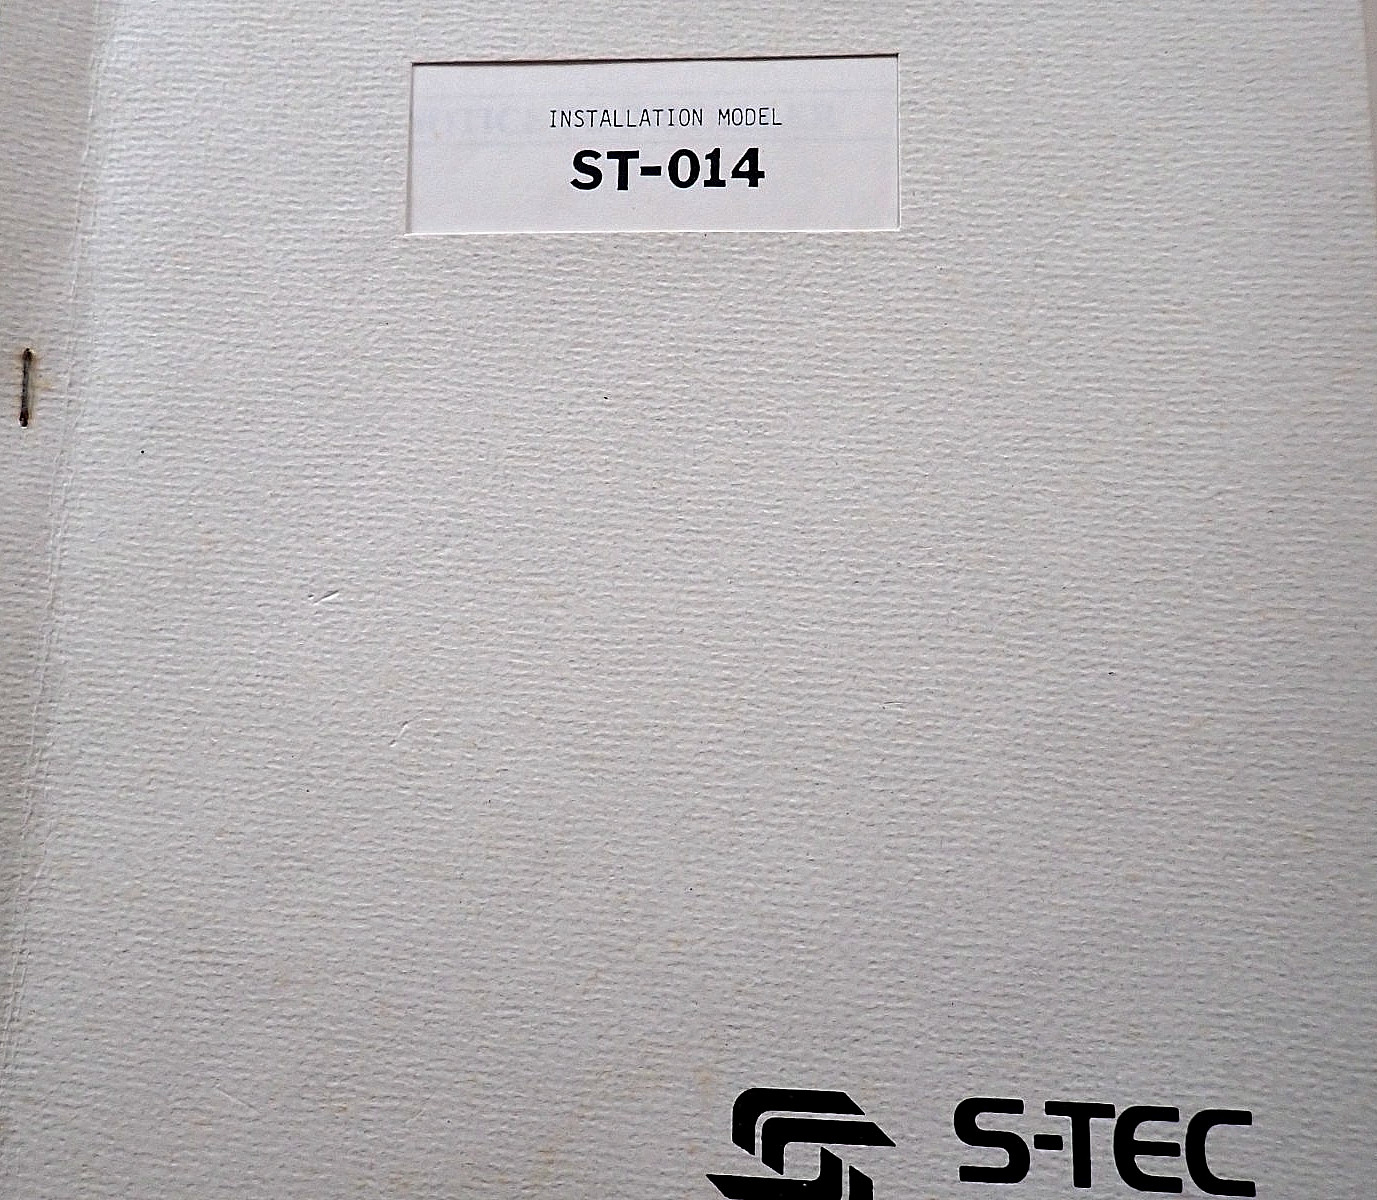 INSTALLATION MODEL
ST-014
S-TEC